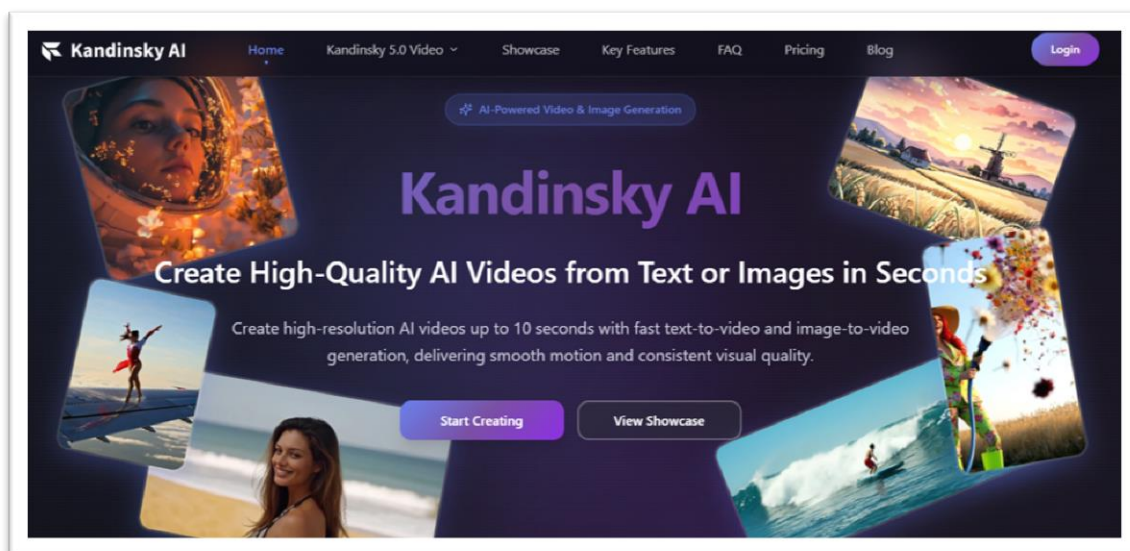 Kandinsky AI
Home
Kandinsky 5.0 Video
Showcase
Key Features
FAQ
Pricing
Blog
Login
AI-Powered Video & Image Generation
Kandinsky AI
Create High-Quality AI Videos from Text or Images in Seconds
Create high-resolution AI videos up to 10 seconds with fast text-to-video and image-to-video
generation, delivering smooth motion and consistent visual quality.
Start Creating
View Showcase